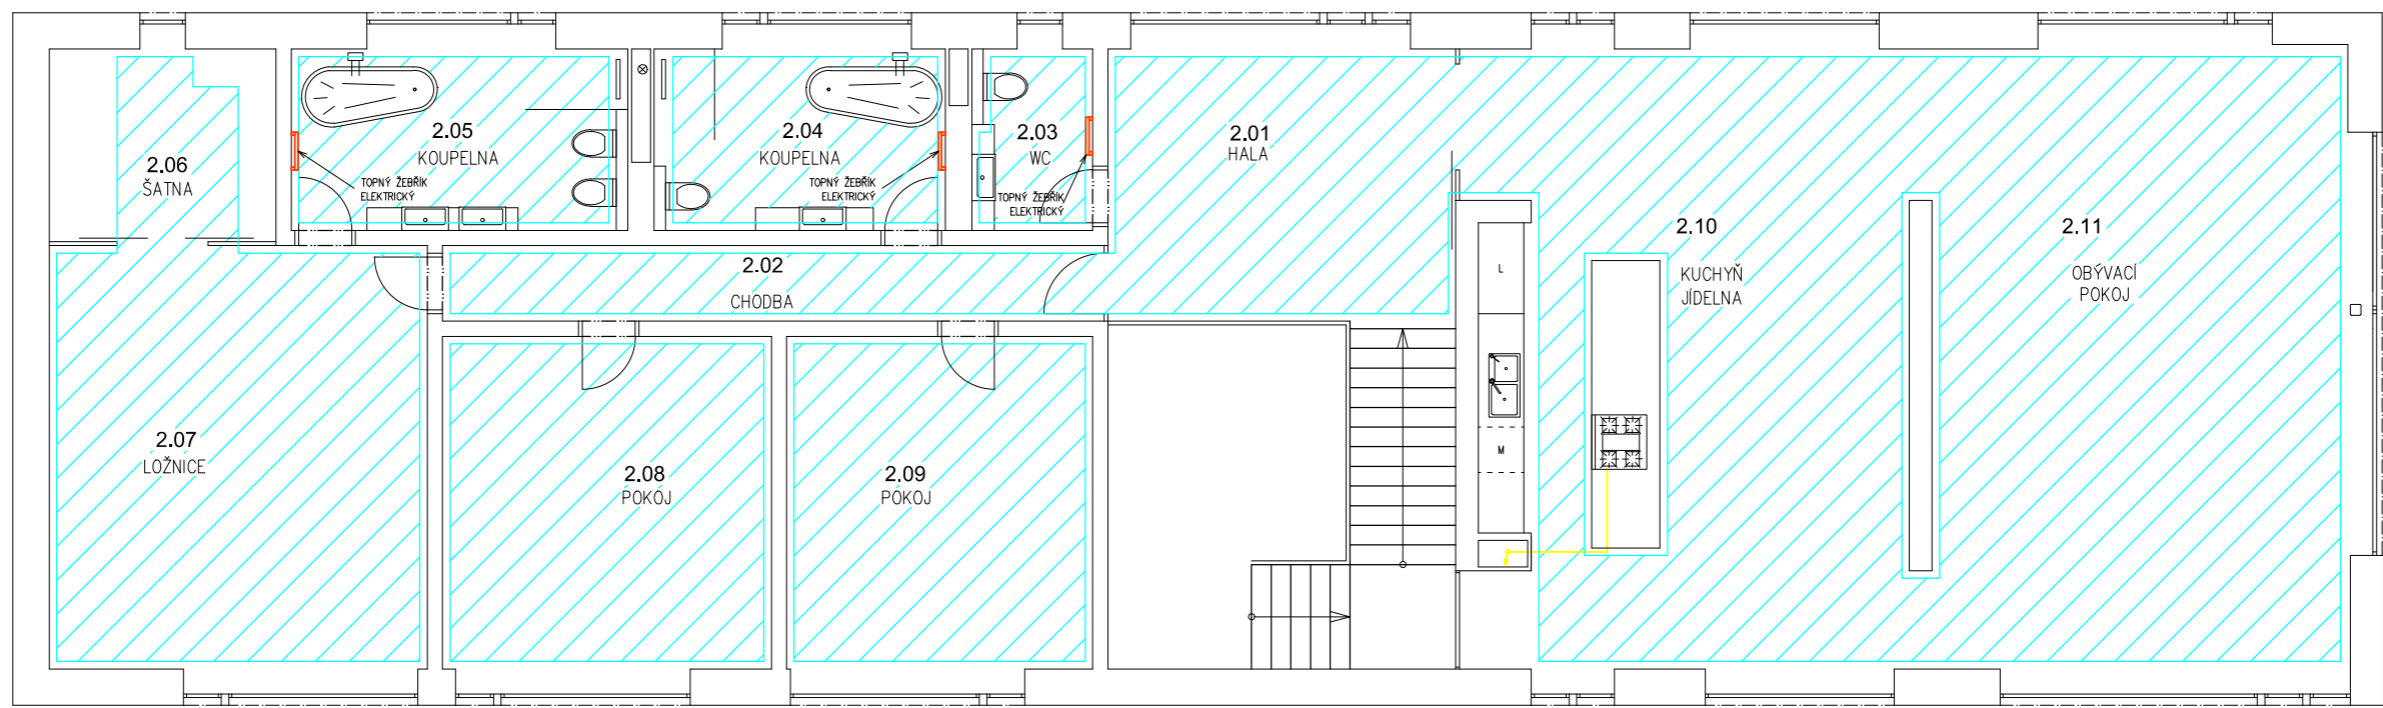 2.05
KOUPELNA
TOPNÝ ŽEBŘÍK
ELEKTRICKÝ
2.04
KOUPELNA
TOPNÝ ŽEBŘÍK
ELEKTRICKÝ
2.03
WC
TOPNÝ ŽEBŘÍK
ELEKTRICKÝ
2.01
HALA
2.06
ŠATNA
2.02
CHODBA
L
2.10
KUCHYŇ
JÍDELNA
2.11
OBÝVACÍ
POKOJ
2.07
LOŽNICE
2.08
POKOJ
2.09
POKOJ
M